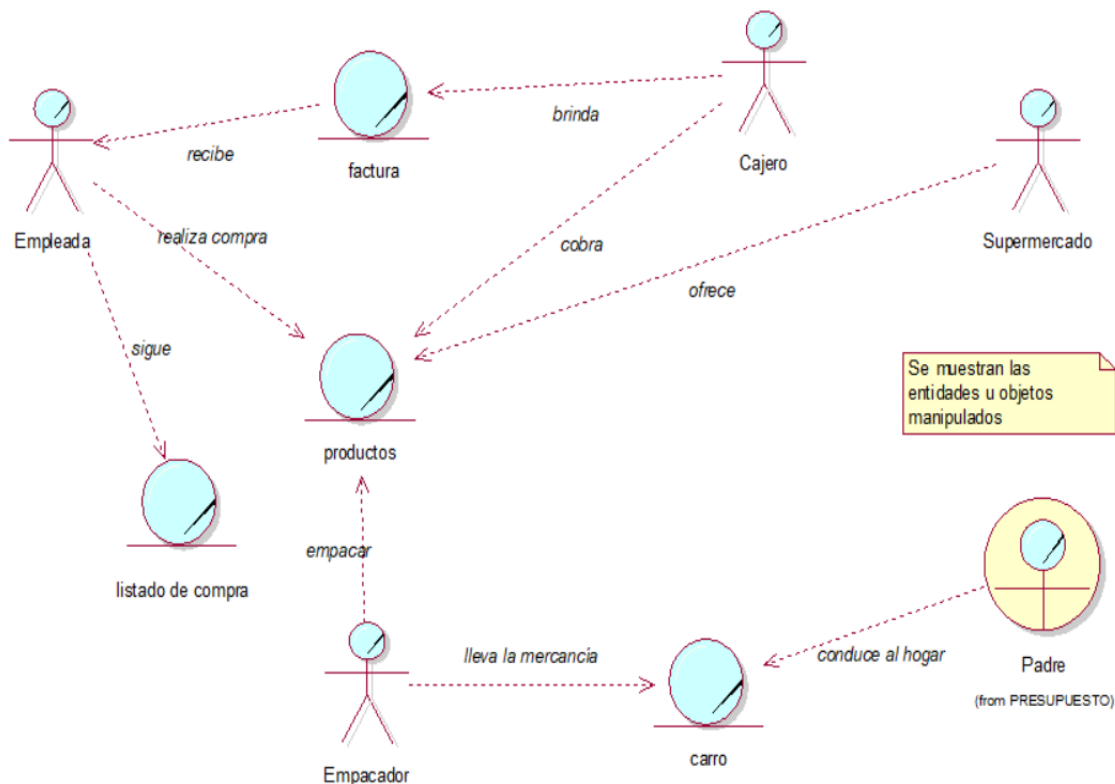 brinda
recibe
factura
Cajero
Empleada
realiza compra
cobra
Supermercado
ofrece
sigue
Se muestran las
entidades u objetos
manipulados
productos
empacar
listado de compra
lleva la mercancía
conduce al hogar
Padre
(from PRESUPUESTO)
carro
Empacador